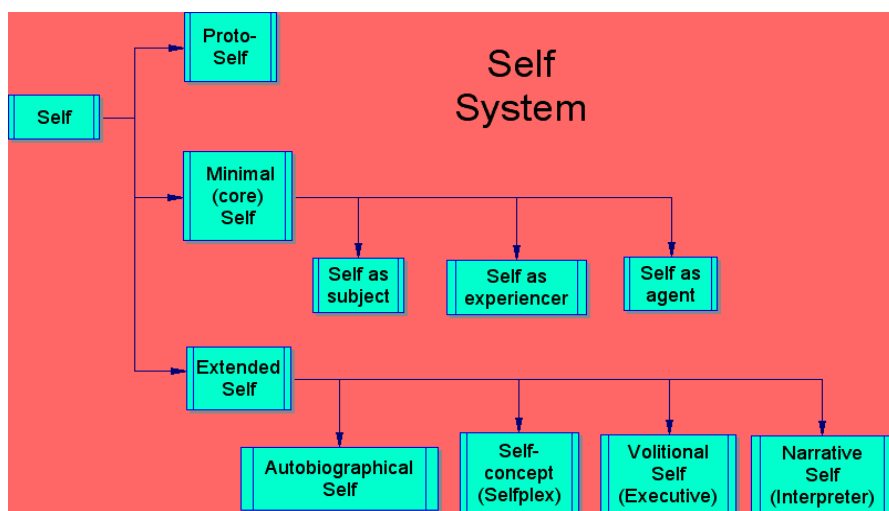 Proto-
Self
Self
System
Self
Minimal
(core)
Self
Self as
subject
Self as
experiencer
Self as
agent
Extended
Self
Autobiographical
Self
Self-
concept
(Selfplex)
Volitional
Self
(Executive)
Narrative
Self
(Interpreter)